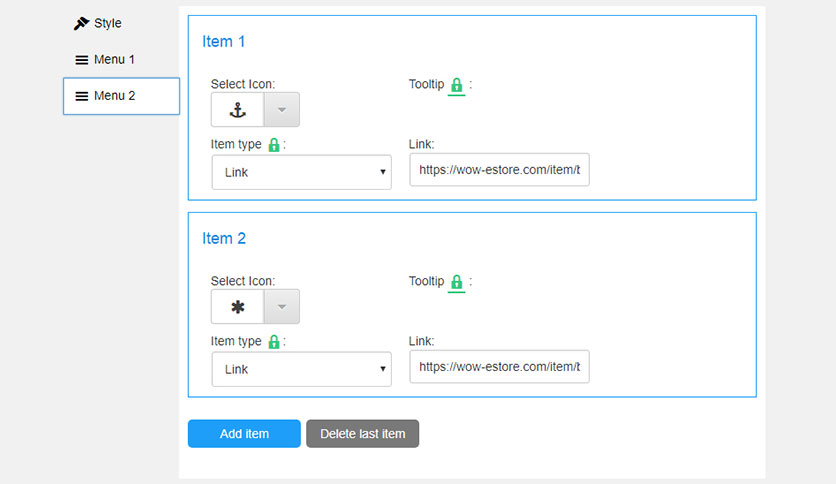 Style
Menu 1
Menu 2
Item 1
Select Icon: Tooltip :
Item type : Link:
Link https://wow-estore.com/item/t
Item 2
Select Icon: Tooltip :
Item type : Link:
Link https://wow-estore.com/item/t
Add item Delete last item